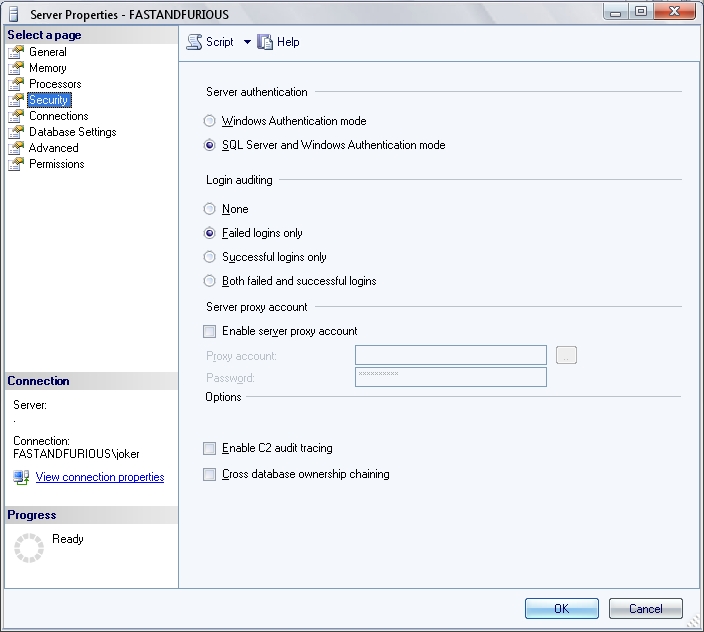 Server Properties - FASTANDFURIOUS
Select a page
General
Memory
Processors
Security
Connections
Database Settings
Advanced
Permissions
Connection
Server:
.
Connection:
FASTANDFURIOUS\joker
View connection properties
Progress
Ready
Script
Help
Server authentication
Windows Authentication mode
SQL Server and Windows Authentication mode
Login auditing
None
Failed logins only
Successful logins only
Both failed and successful logins
Server proxy account
Enable server proxy account
Proxy account:
...
Password:
**********
Options
Enable C2 audit tracing
Cross database ownership chaining
OK
Cancel